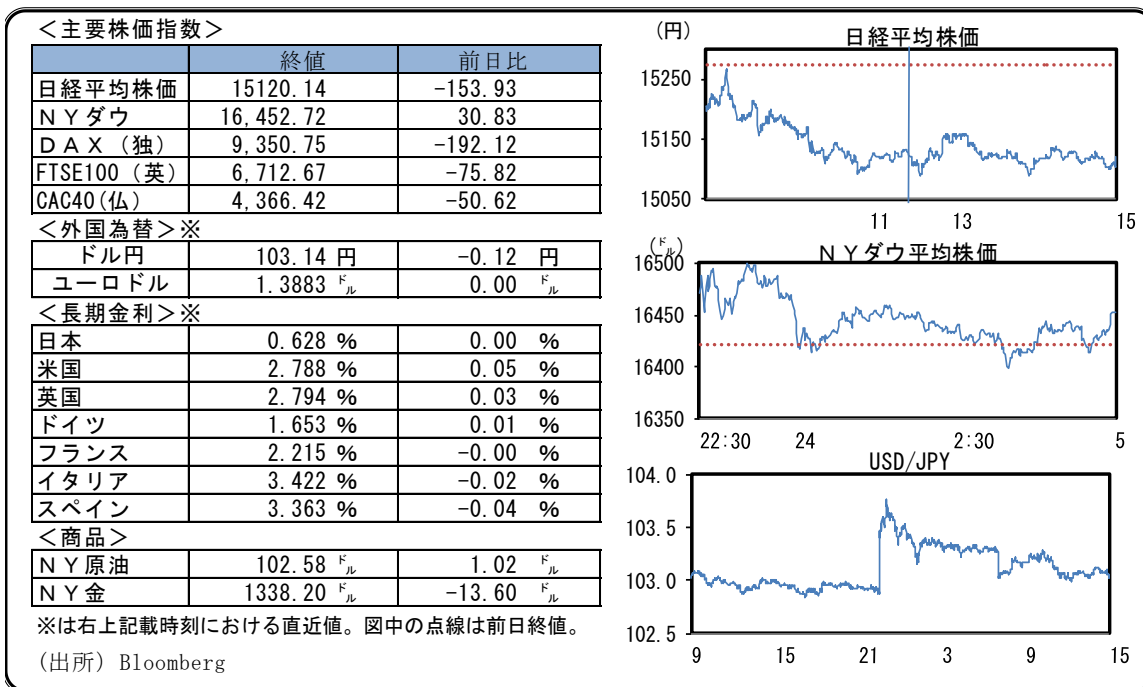 ＜主要株価指数＞
終値 前日比
日経平均株価 15120.14 -153.93
ＮＹダウ 16,452.72 30.83
ＤＡＸ（独） 9,350.75 -192.12
FTSE100（英） 6,712.67 -75.82
CAC40(仏) 4,366.42 -50.62
＜外国為替＞※
ドル円 103.14 円 -0.12 円
ユーロドル 1.3883 ドル 0.00 ドル
＜長期金利＞※
日本 0.628 % 0.00 %
米国 2.788 % 0.05 %
英国 2.794 % 0.03 %
ドイツ 1.653 % 0.01 %
フランス 2.215 % -0.00 %
イタリア 3.422 % -0.02 %
スペイン 3.363 % -0.04 %
＜商品＞
ＮＹ原油 102.58 ドル 1.02 ドル
ＮＹ金 1338.20 ドル -13.60 ドル
※は右上記載時刻における直近値。図中の点線は前日終値。
(出所) Bloomberg
(円) 日経平均株価
15250
15150
15050
11 13 15
(ドル) ＮＹダウ平均株価
16500
16450
16400
16350
22:30 24 2:30 5
USD/JPY
104.0
103.5
103.0
102.5
9 15 21 3 9 15